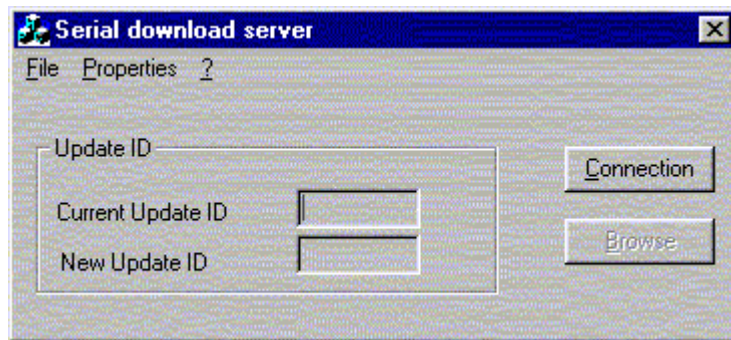 Serial download server
File Properties ?
Update ID
Connection
Current Update ID
Browse
New Update ID